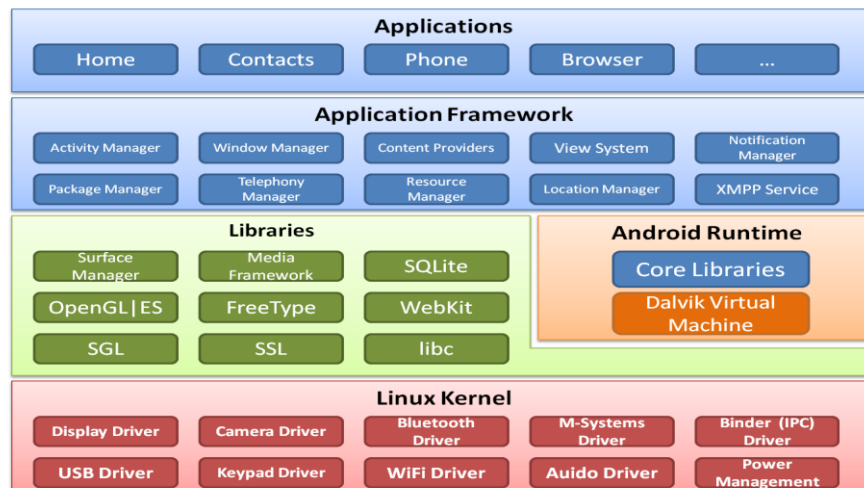 Applications
Home
Contacts
Phone
Browser
...
Application Framework
Activity Manager
Window Manager
Content Providers
View System
Notification
Manager
Package Manager
Telephony
Manager
Resource
Manager
Location Manager
XMPP Service
Libraries
Surface
Manager
Media
Framework
SQLite
OpenGL|ES
FreeType
WebKit
SGL
SSL
libc
Android Runtime
Core Libraries
Dalvik Virtual
Machine
Linux Kernel
Display Driver
Camera Driver
Bluetooth
Driver
M-Systems
Driver
Binder (IPC)
Driver
USB Driver
Keypad Driver
WiFi Driver
Auido Driver
Power
Management